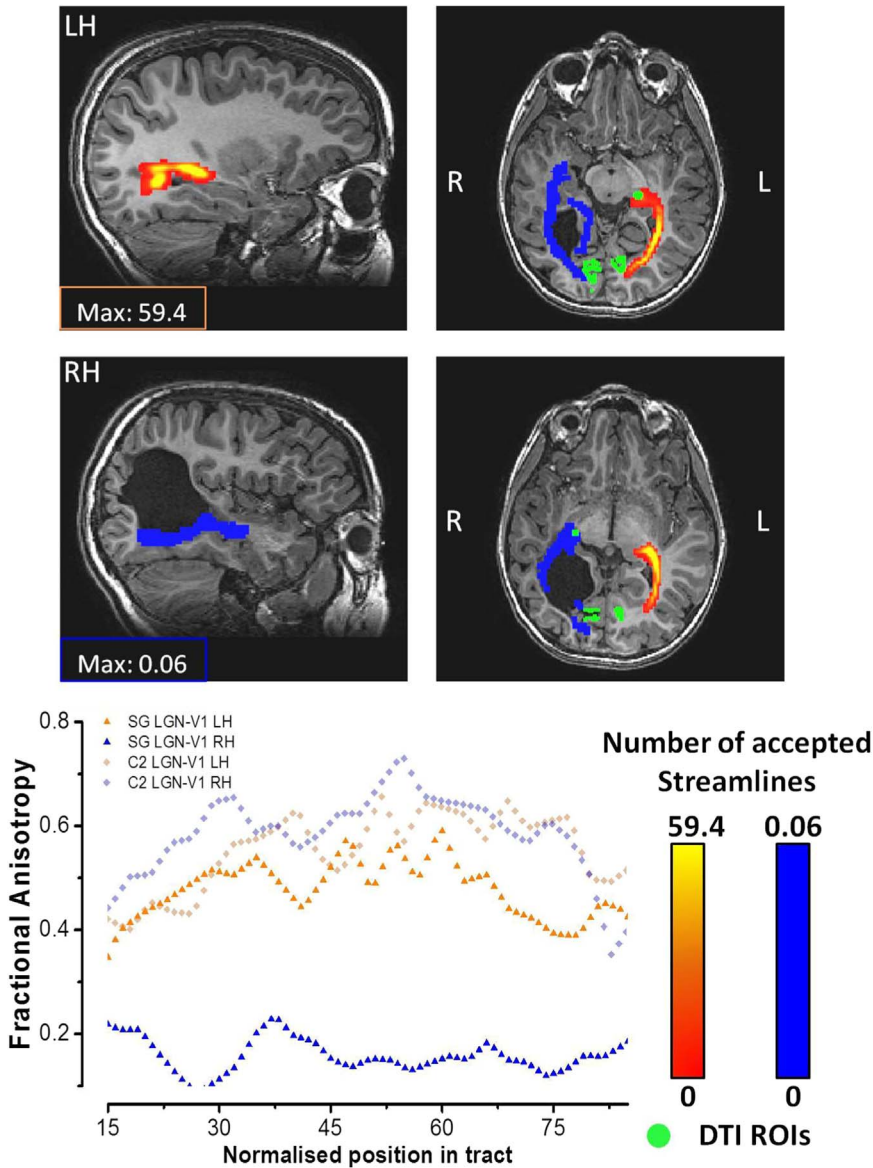 LH
R
L
Max: 59.4
RH
R
L
Max: 0.06
0.8
0.6
0.4
0.2
Fractional Anisotropy
SG LGN-V1 LH
SG LGN-V1 RH
C2 LGN-V1 LH
C2 LGN-V1 RH
15 30 45 60 75
Normalised position in tract
Number of accepted
Streamlines
59.4 0.06
0 0
DTI ROIs